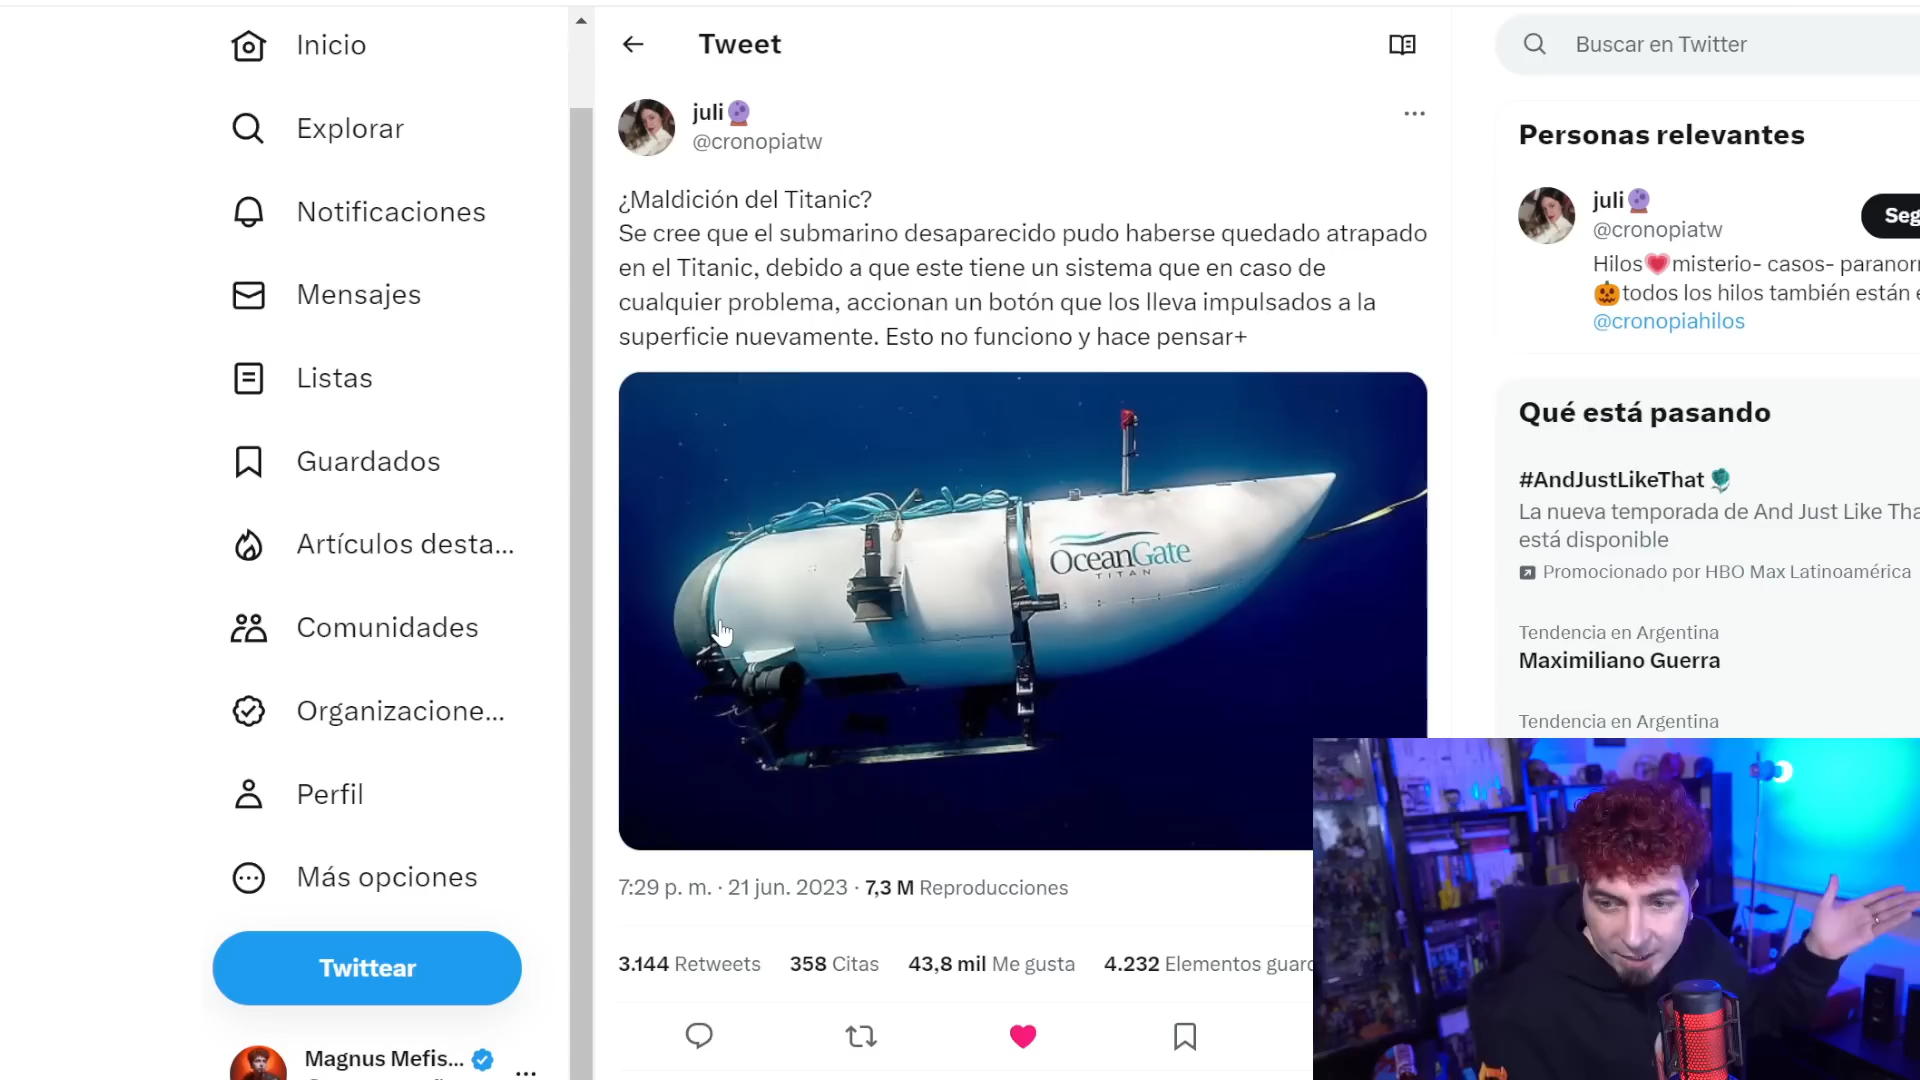 Inicio
Explorar
Notificaciones
Mensajes
Listas
Guardados
Artículos desta...
Comunidades
Organizacione...
Perfil
Más opciones
Twittear
Magnus Mefis...
Tweet
juli
@cronopiatw
¿Maldición del Titanic?
Se cree que el submarino desaparecido pudo haberse quedado atrapado
en el Titanic, debido a que este tiene un sistema que en caso de
cualquier problema, accionan un botón que los lleva impulsados a la
superficie nuevamente. Esto no funciono y hace pensar+
OceanGate
TITAN
7:29 p. m. · 21 jun. 2023 · 7,3 M Reproducciones
3.144 Retweets 358 Citas 43,8 mil Me gusta 4.232 Elementos guard
Buscar en Twitter
Personas relevantes
juli
@cronopiatw
Seg
Hilos misterio- casos- paranor
todos los hilos también están e
@cronopiahilos
Qué está pasando
#AndJustLikeThat
La nueva temporada de And Just Like Tha
está disponible
Promocionado por HBO Max Latinoamérica
Tendencia en Argentina
Maximiliano Guerra
Tendencia en Argentina